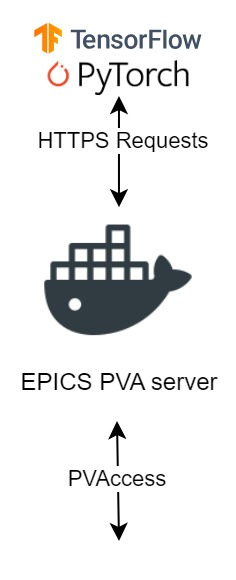 TensorFlow
PyTorch
HTTPS Requests
EPICS PVA server
PVAccess